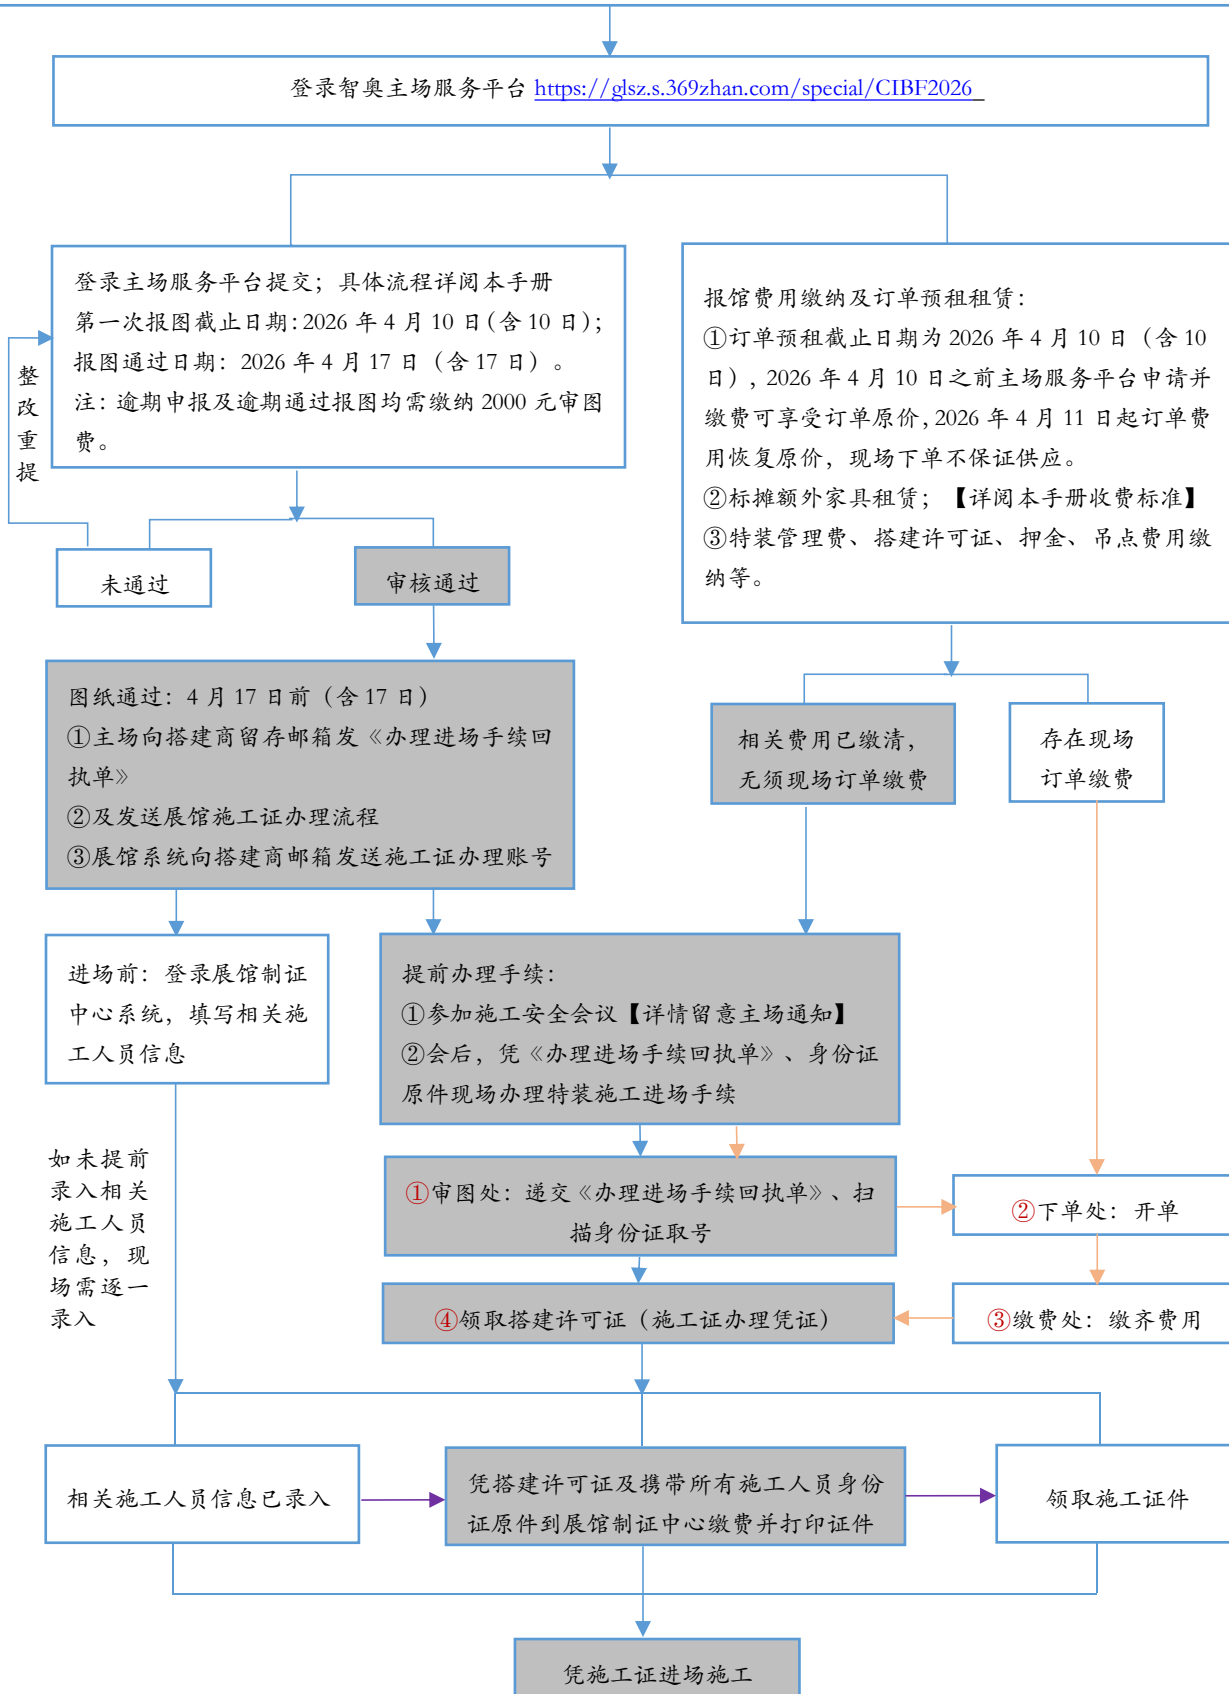 登录智奥主场服务平台 https://glsz.s.369zhan.com/special/CIBF2026
登录主场服务平台提交；具体流程详阅本手册
第一次报图截止日期：2026 年 4 月 10 日（含 10 日）；
报图通过日期：2026 年 4 月 17 日（含 17 日）。
注：逾期申报及逾期通过报图均需缴纳 2000 元审图
费。
整
改
重
提
报馆费用缴纳及订单预租租赁：
①订单预租截止日期为 2026 年 4 月 10 日（含 10
日），2026 年 4 月 10 日之前主场服务平台申请并
缴费可享受订单原价，2026 年 4 月 11 日起订单费
用恢复原价，现场下单不保证供应。
②标摊额外家具租赁；【详阅本手册收费标准】
③特装管理费、搭建许可证、押金、吊点费用缴
纳等。
未通过
审核通过
图纸通过：4 月 17 日前（含 17 日）
①主场向搭建商留存邮箱发《办理进场手续回
执单》
②及发送展馆施工证办理流程
③展馆系统向搭建商邮箱发送施工证办理账号
相关费用已缴清，
无须现场订单缴费
存在现场
订单缴费
进场前：登录展馆制证
中心系统，填写相关施
工人员信息
提前办理手续：
①参加施工安全会议【详情留意主场通知】
②会后，凭《办理进场手续回执单》、身份证
原件现场办理特装施工进场手续
如未提前
录入相关
施工人员
信息，现
场需逐一
录入
①审图处：递交《办理进场手续回执单》、扫
描身份证取号
②下单处：开单
④领取搭建许可证（施工证办理凭证）
③缴费处：缴齐费用
相关施工人员信息已录入
凭搭建许可证及携带所有施工人员身份
证原件到展馆制证中心缴费并打印证件
领取施工证件
凭施工证进场施工